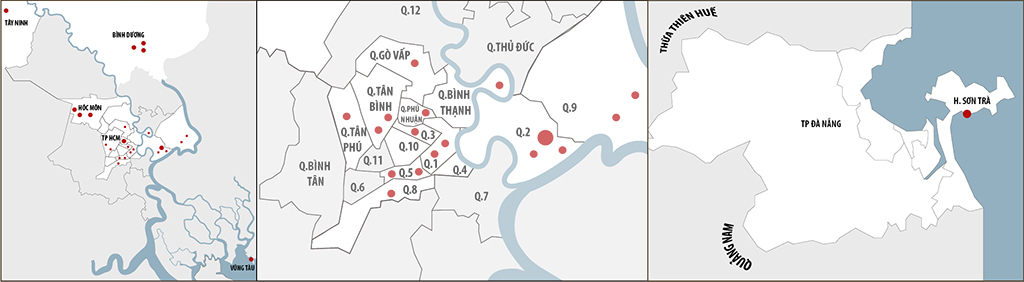 TÂY NINH
BÌNH DƯƠNG
HÓC MÔN
TP HCM
VŨNG TÀU
Q.12
Q.THỦ ĐỨC
Q.GÒ VẤP
Q.TÂN
BÌNH
Q.BÌNH
THẠNH
Q.PHÚ
NHUẬN
Q.9
Q.TÂN
PHÚ
Q.3
Q.2
Q.10
Q.11
Q.1
Q.BÌNH
TÂN
Q.5
Q.4
Q.6
Q.8
Q.7
THỪA THIÊN HUẾ
H. SƠN TRÀ
TP ĐÀ NẴNG
QUẢNG NAM